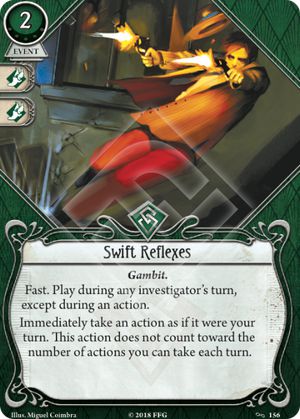 2
EVENT
Swift Reflexes
Gambit.
Fast. Play during any investigator's turn,
except during an action.
Immediately take an action as if it were your
turn. This action does not count toward the
number of actions you can take each turn.
Illus. Miguel Coimbra © 2018 FFG 156